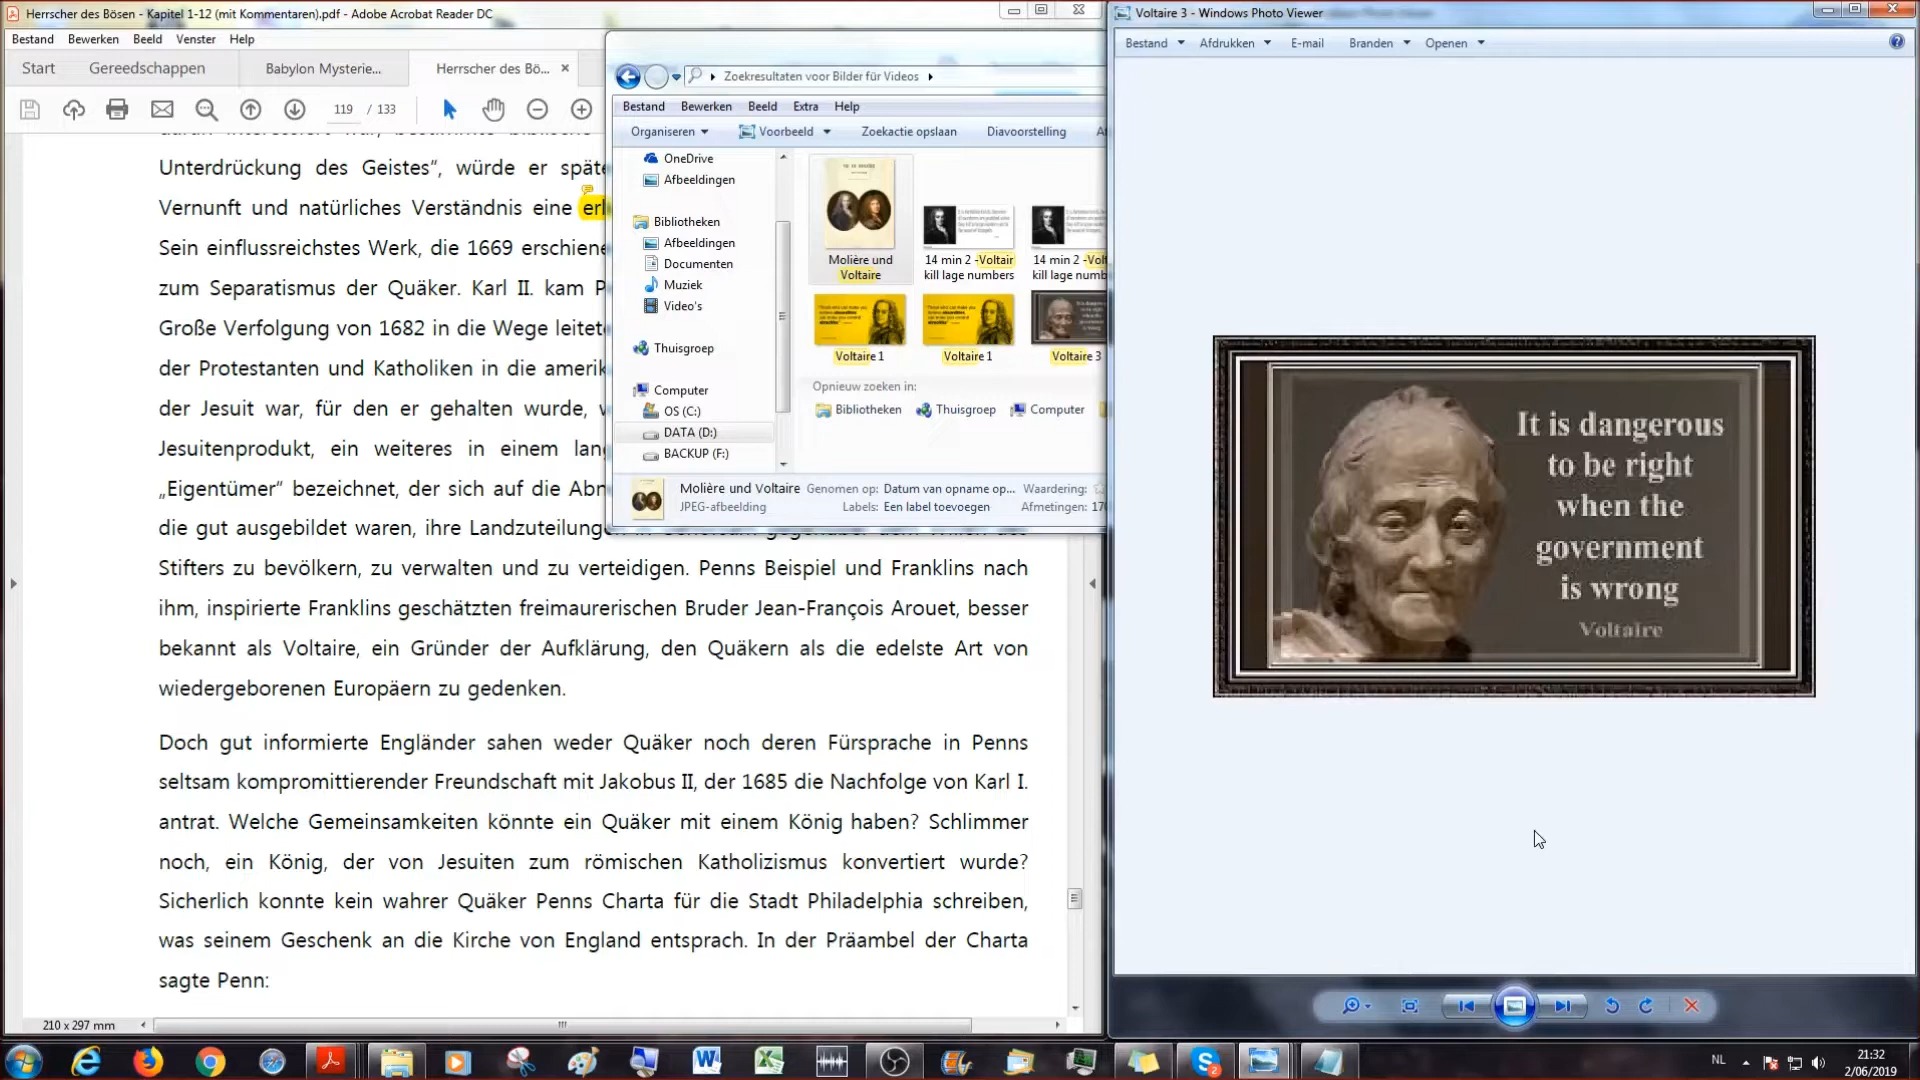 Herrscher des Bösen - Kapitel 1-12 (mit Kommentaren).pdf - Adobe Acrobat Reader DC
Bestand Bewerken Beeld Venster Help
Start Gereedschappen Babylon Mysterie... Herrscher des Bö...
119 / 133
Unterdrückung des Geistes“, würde er späte
Vernunft und natürliches Verständnis eine
Sein einflussreichstes Werk, die 1669 erschiene
zum Separatismus der Quäker. Karl II. kam P
Große Verfolgung von 1682 in die Wege leitete
der Protestanten und Katholiken in die amerik
der Jesuit war, für den er gehalten wurde,
Jesuitenprodukt, ein weiteres in einem lang
„Eigentümer“ bezeichnet, der sich auf die Abn
die gut ausgebildet waren, ihre Landzuteilungen
Stifters zu bevölkern, zu verwalten und zu verteidigen. Penns Beispiel und Franklins nach
ihm, inspirierte Franklins geschätzten freimaurerischen Bruder Jean-François Arouet, besser
bekannt als Voltaire, ein Gründer der Aufklärung, den Quäkern als die edelste Art von
wiedergeborenen Europäern zu gedenken.
Doch gut informierte Engländer sahen weder Quäker noch deren Fürsprache in Penns
seltsam kompromittierender Freundschaft mit Jakobus II, der 1685 die Nachfolge von Karl I.
antrat. Welche Gemeinsamkeiten könnte ein Quäker mit einem König haben? Schlimmer
noch, ein König, der von Jesuiten zum römischen Katholizismus konvertiert wurde?
Sicherlich konnte kein wahrer Quäker Penns Charta für die Stadt Philadelphia schreiben,
was seinem Geschenk an die Kirche von England entsprach. In der Präambel der Charta
sagte Penn:
210 x 297 mm
Zoekresultaten voor Bilder für Videos
Bestand Bewerken Beeld Extra Help
Organiseren Voorbeeld Zoekactie opslaan Diavoorstelling
OneDrive
Afbeeldingen
Bibliotheken
Afbeeldingen
Documenten
Muziek
Video's
Thuisgroep
Computer
OS (C:)
DATA (D:)
BACKUP (F:)
Molière und
Voltaire
14 min 2 -Voltair
kill lage numbers
14 min 2 -Volt
kill lage numbe
Voltaire 1
Voltaire 1
Voltaire 3
Opnieuw zoeken in:
Bibliotheken Thuisgroep Computer
Molière und Voltaire Genomen op: Datum van opname op... Waardering:
JPEG-afbeelding Labels: Een label toevoegen Afmetingen: 17
Voltaire 3 - Windows Photo Viewer
Bestand Afdrukken E-mail Branden Openen
It is dangerous
to be right
when the
government
is wrong
Voltaire
NL
21:32
2/06/2019